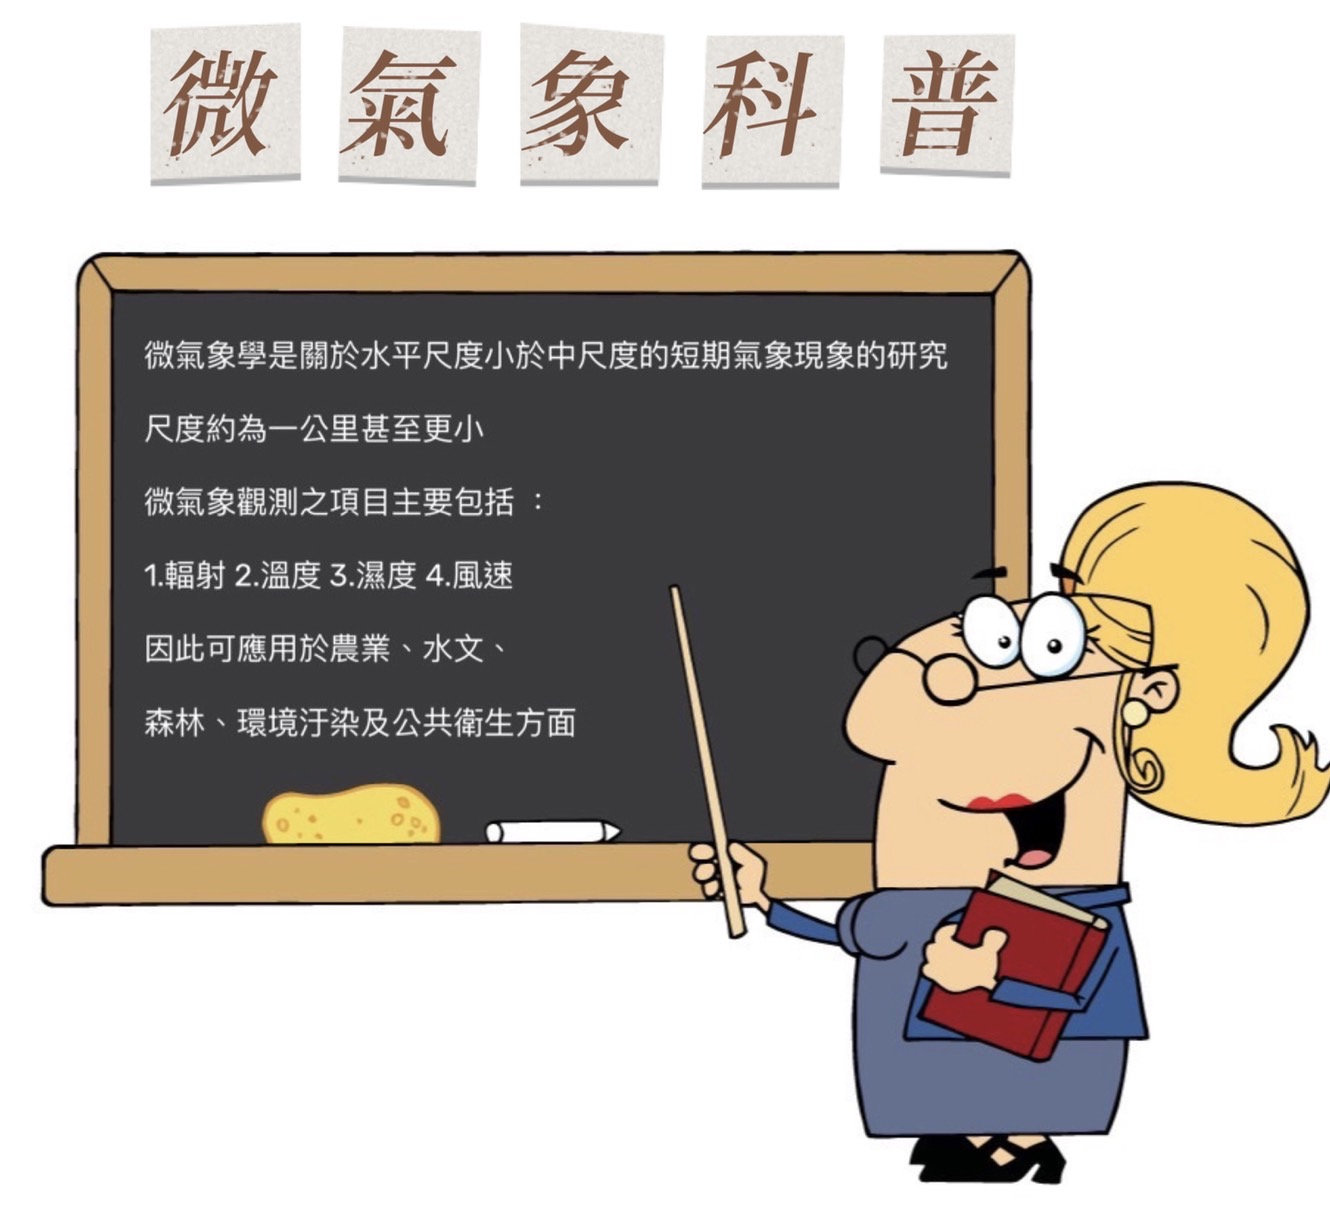 微氣象科普
微氣象學是關於水平尺度小於中尺度的短期氣象現象的研究
尺度約為一公里甚至更小
微氣象觀測之項目主要包括 ：
1.輻射 2.溫度 3.濕度 4.風速
因此可應用於農業、水文、
森林、環境汙染及公共衛生方面